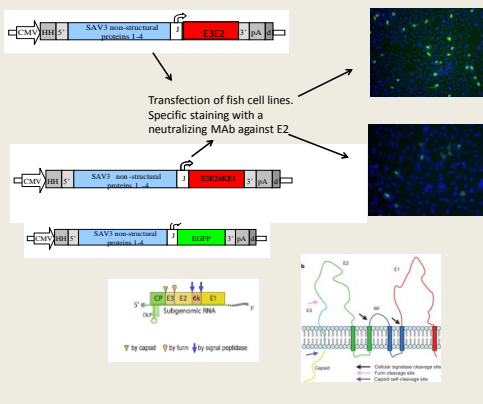 CMV HH 5' SAV3 non-structural proteins 1-4 J E3E2 3' pA d
Transfection of fish cell lines.
Specific staining with a
neutralizing MAb against E2
CMV HH 5' SAV3 non -structural proteins 1 -4 J E3E26KE1 3' pA d
CMV HH 5' SAV3 non-structural proteins 1-4 J EGFP 3' pA d
CP E3 E2 6k E1
5' 3'
DLP Subgenomic RNA
by capsid by furin by signal peptidase
b
E2 E1
E3 6K
Capsid
Cellular signalase cleavage site
Furin cleavage site
Capsid self-cleavage site